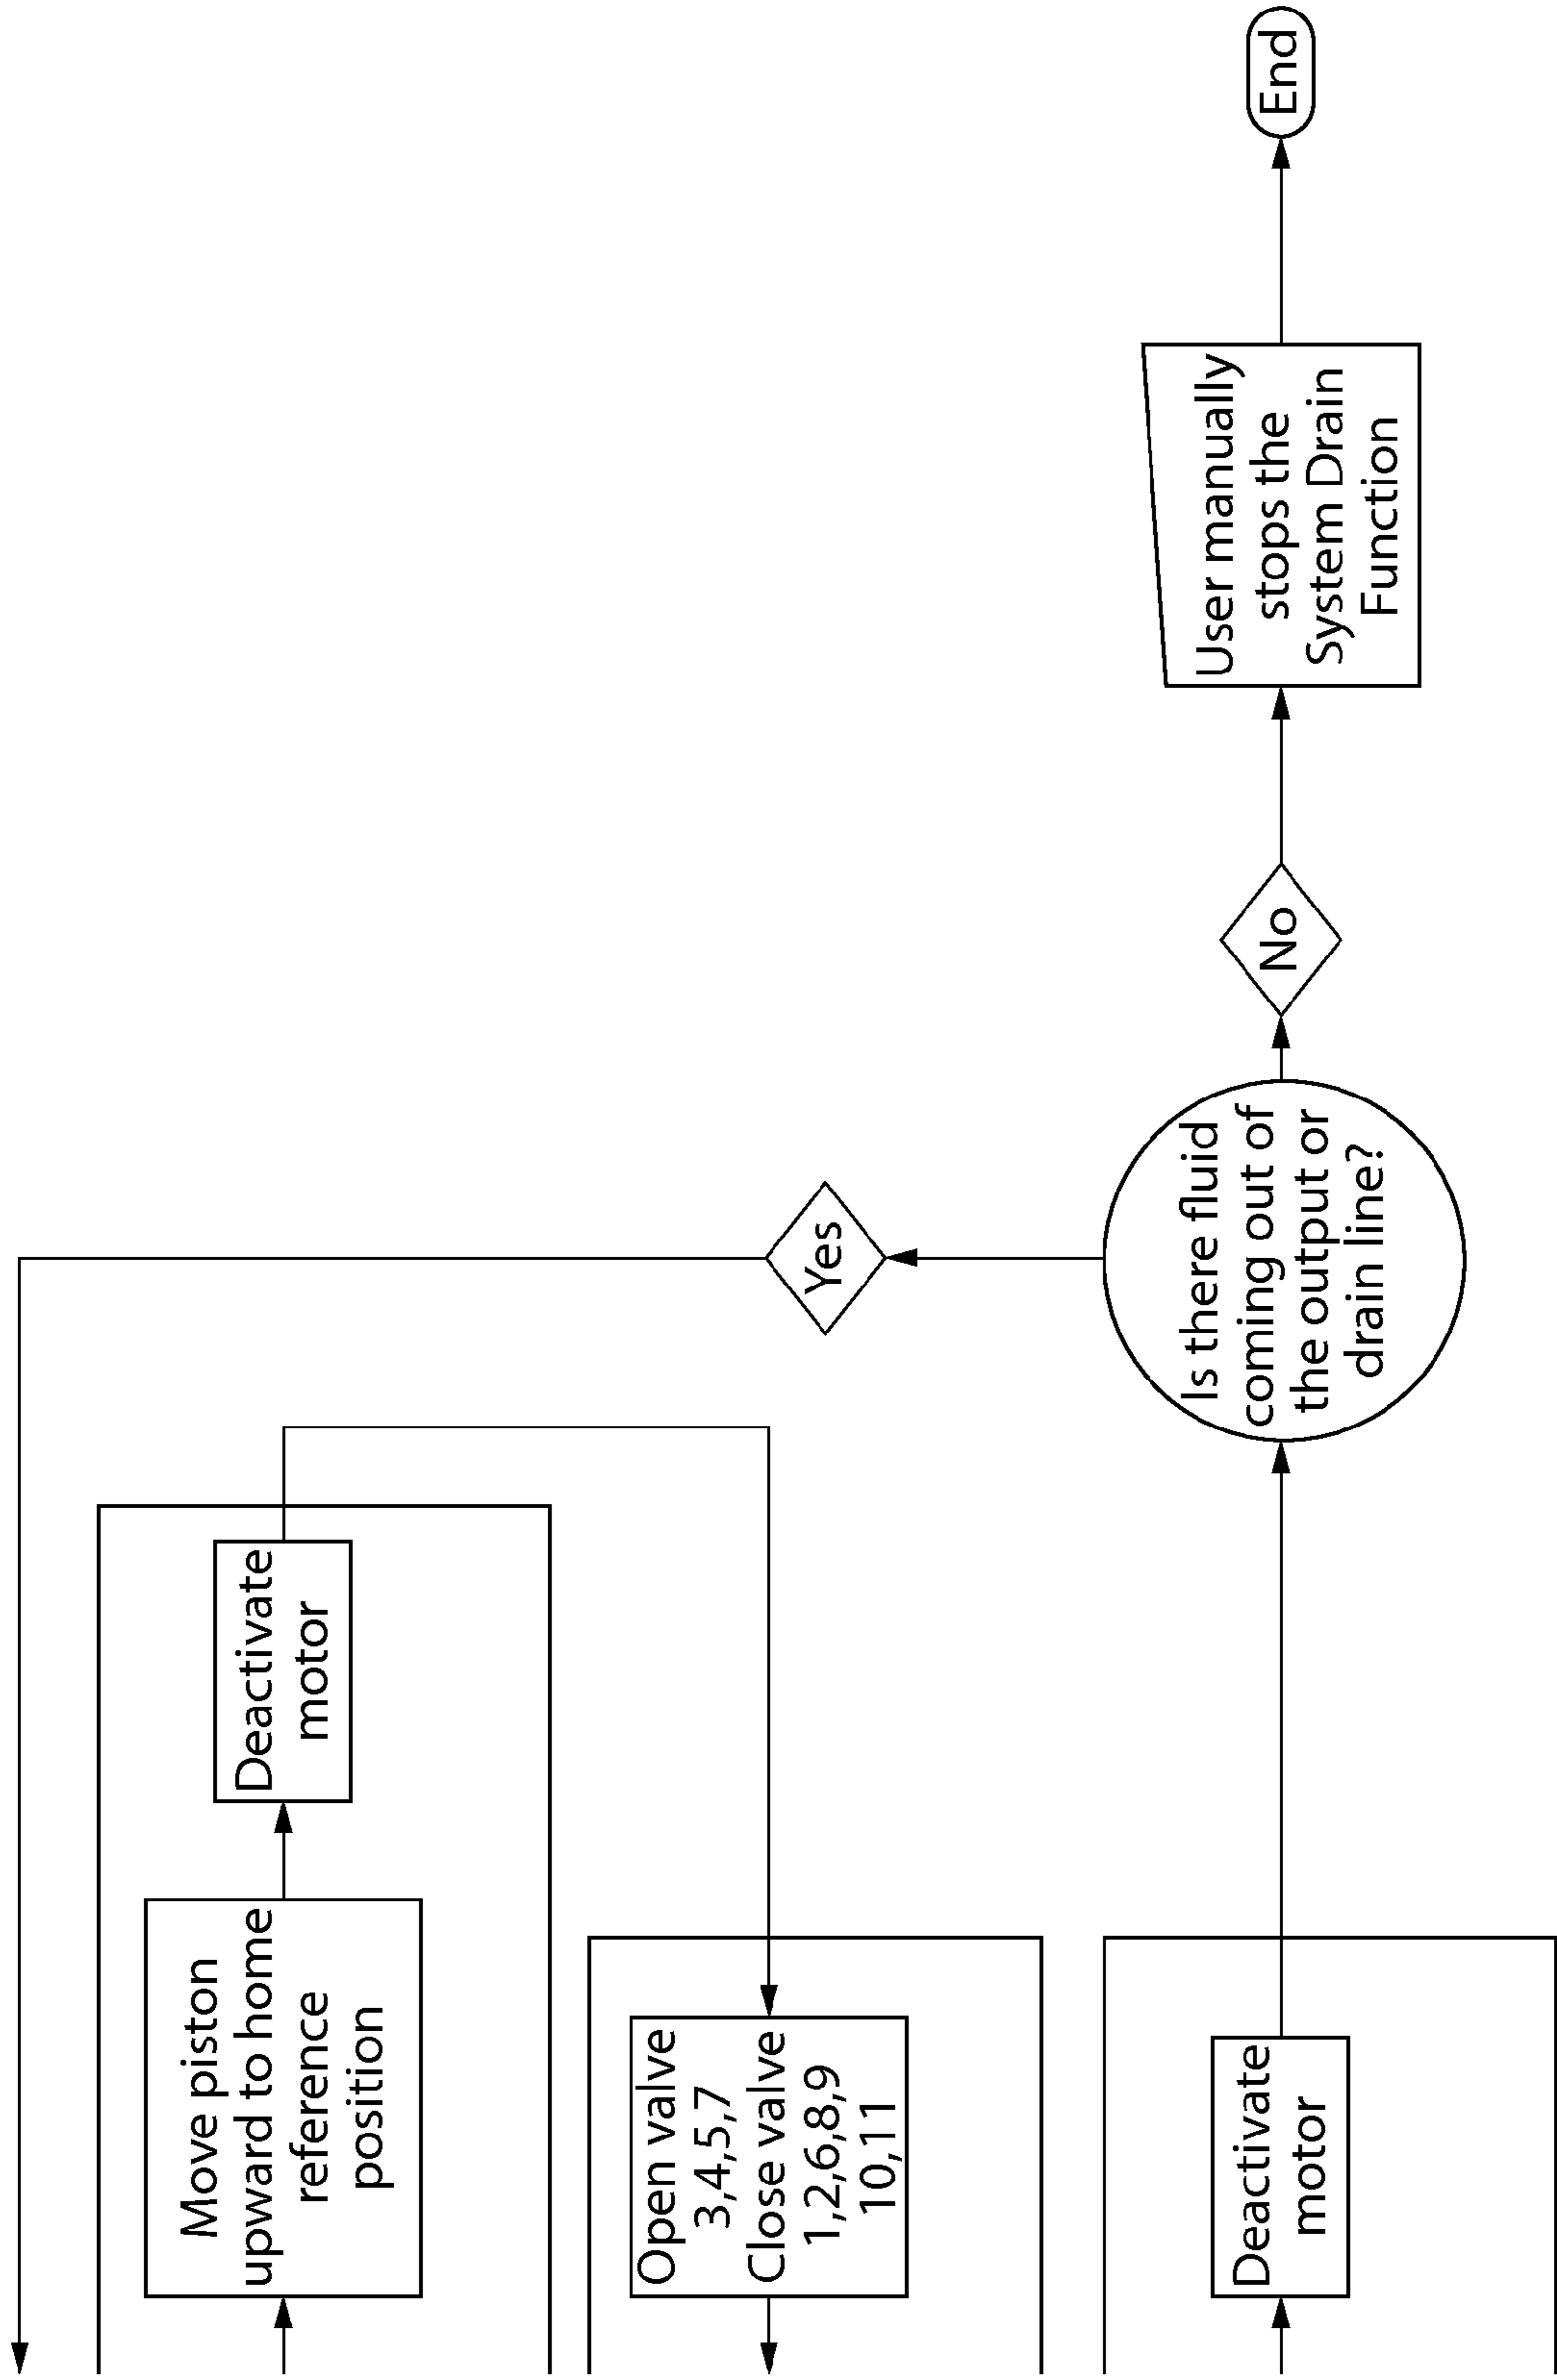 Move piston
upward to home
reference
position
Deactivate
motor
Open valve
3,4,5,7
Close valve
1,2,6,8,9
10,11
Yes
Deactivate
motor
Is there fluid
coming out of
the output or
drain line?
No
User manually
stops the
System Drain
Function
End